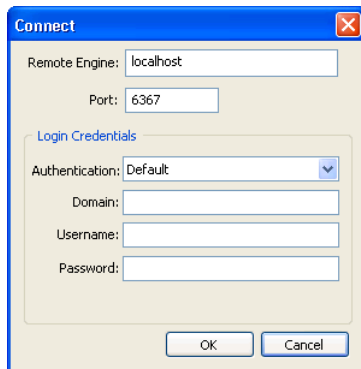 Connect
Remote Engine: localhost
Port: 6367
Login Credentials
Authentication: Default
Domain:
Username:
Password:
OK Cancel